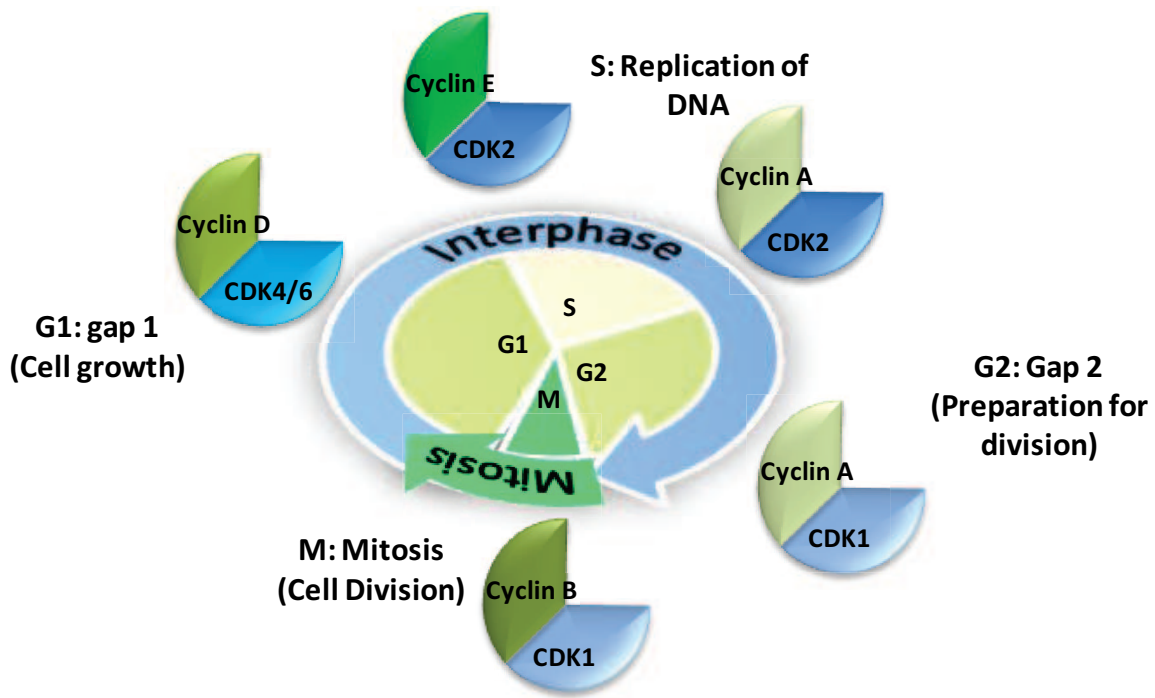 Cyclin E
CDK2
S: Replication of
DNA
Cyclin A
CDK2
Cyclin D
CDK4/6
G1: gap 1
(Cell growth)
Interphase
S
G1
G2
M
Mitosis
G2: Gap 2
(Preparation for
division)
Cyclin A
CDK1
M: Mitosis
(Cell Division)
Cyclin B
CDK1